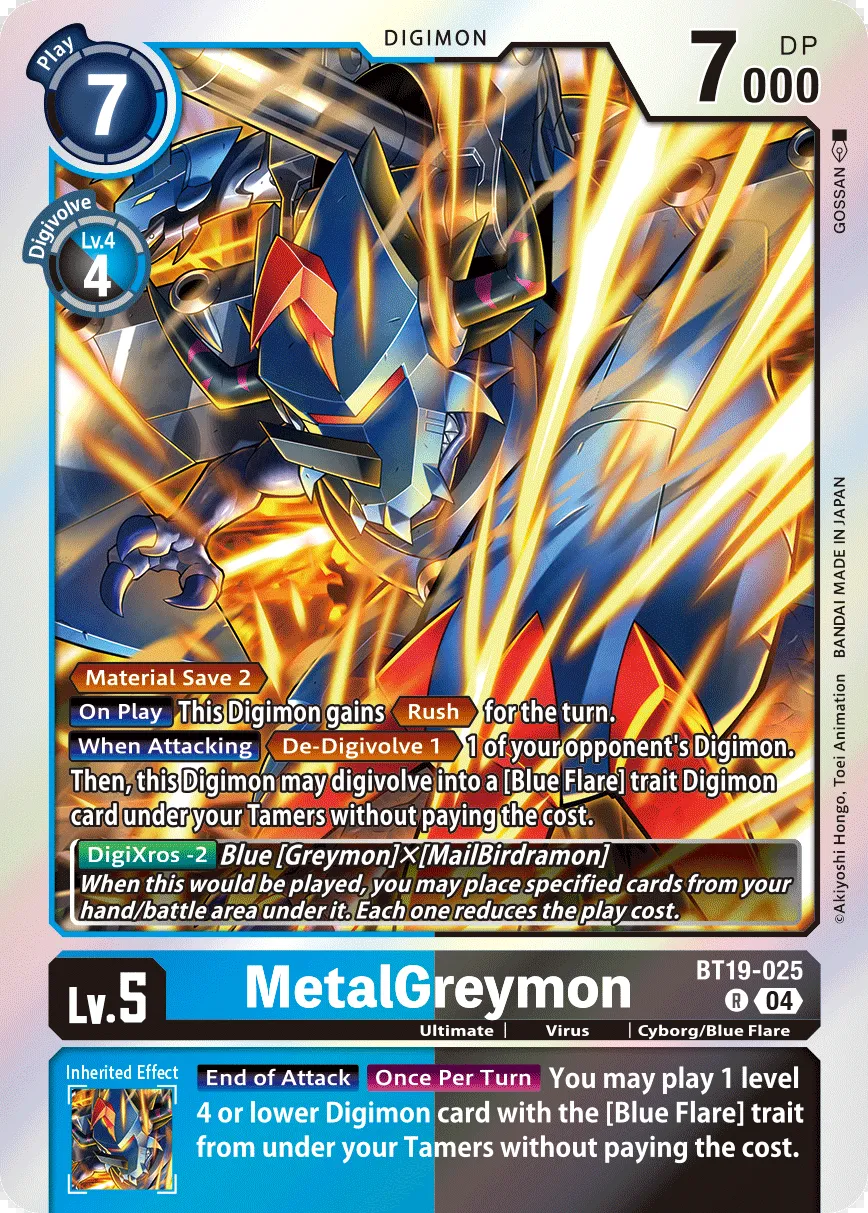 Play
7
DIGIMON
7000
DP
Digivolve
Lv.4
4
GOSSAN
BANDAI MADE IN JAPAN
©Akiyoshi Hongo, Toei Animation
Material Save 2
On Play This Digimon gains Rush for the turn.
When Attacking De-Digivolve 1 1 of your opponent's Digimon.
Then, this Digimon may digivolve into a [Blue Flare] trait Digimon
card under your Tamers without paying the cost.
DigiXros -2 Blue [Greymon]×[MailBirdramon]
When this would be played, you may place specified cards from your
hand/battle area under it. Each one reduces the play cost.
Lv.5
MetalGreymon
BT19-025
R 04
Ultimate | Virus | Cyborg/Blue Flare
Inherited Effect
End of Attack Once Per Turn You may play 1 level
4 or lower Digimon card with the [Blue Flare] trait
from under your Tamers without paying the cost.